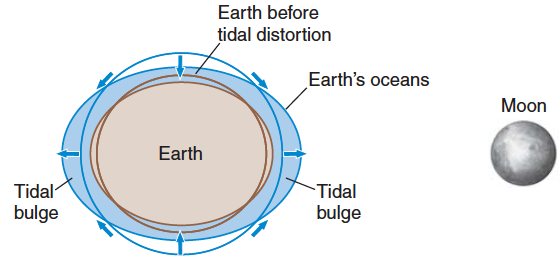 Earth before
tidal distortion
Earth's oceans
Moon
Earth
Tidal
bulge
Tidal
bulge